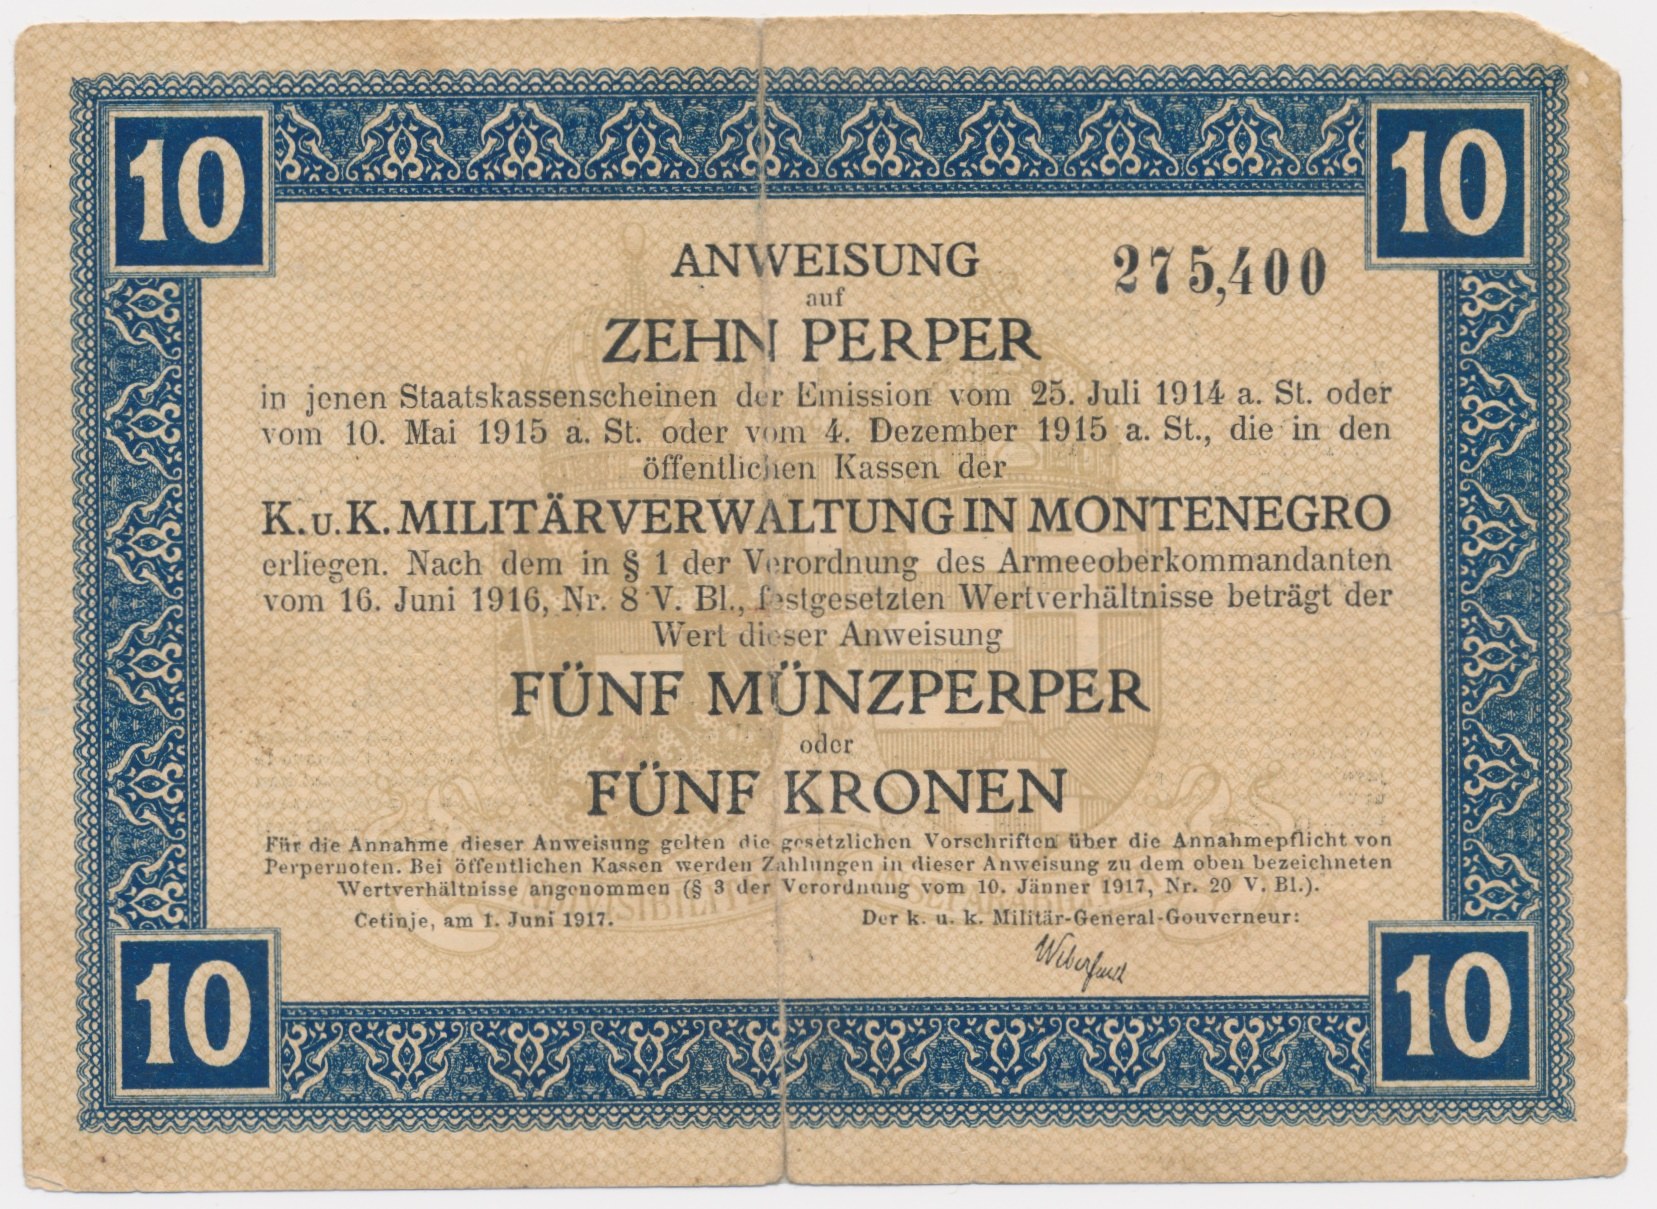 10 10
ANWEISUNG 275,400
auf
ZEHN PERPER
in jenen Staatskassenscheinen der Emission vom 25. Juli 1914 a. St. oder
vom 10. Mai 1915 a. St. oder vom 4. Dezember 1915 a. St., die in den
öffentlichen Kassen der
K.u.K. MILITÄRVERWALTUNG IN MONTENEGRO
erliegen. Nach dem in § 1 der Verordnung des Armeeoberkommandanten
vom 16. Juni 1916, Nr. 8 V. Bl., festgesetzten Wertverhältnisse beträgt der
Wert dieser Anweisung
FÜNF MÜNZPERPER
oder
FÜNF KRONEN
Für die Annahme dieser Anweisung gelten die gesetzlichen Vorschriften über die Annahmepflicht von
Perpernoten. Bei öffentlichen Kassen werden Zahlungen in dieser Anweisung zu dem oben bezeichneten
Wertverhältnisse angenommen (§ 3 der Verordnung vom 10. Jänner 1917, Nr. 20 V. Bl.).
Cetinje, am 1. Juni 1917. Der k. u. k. Militär-General-Gouverneur:
10 10